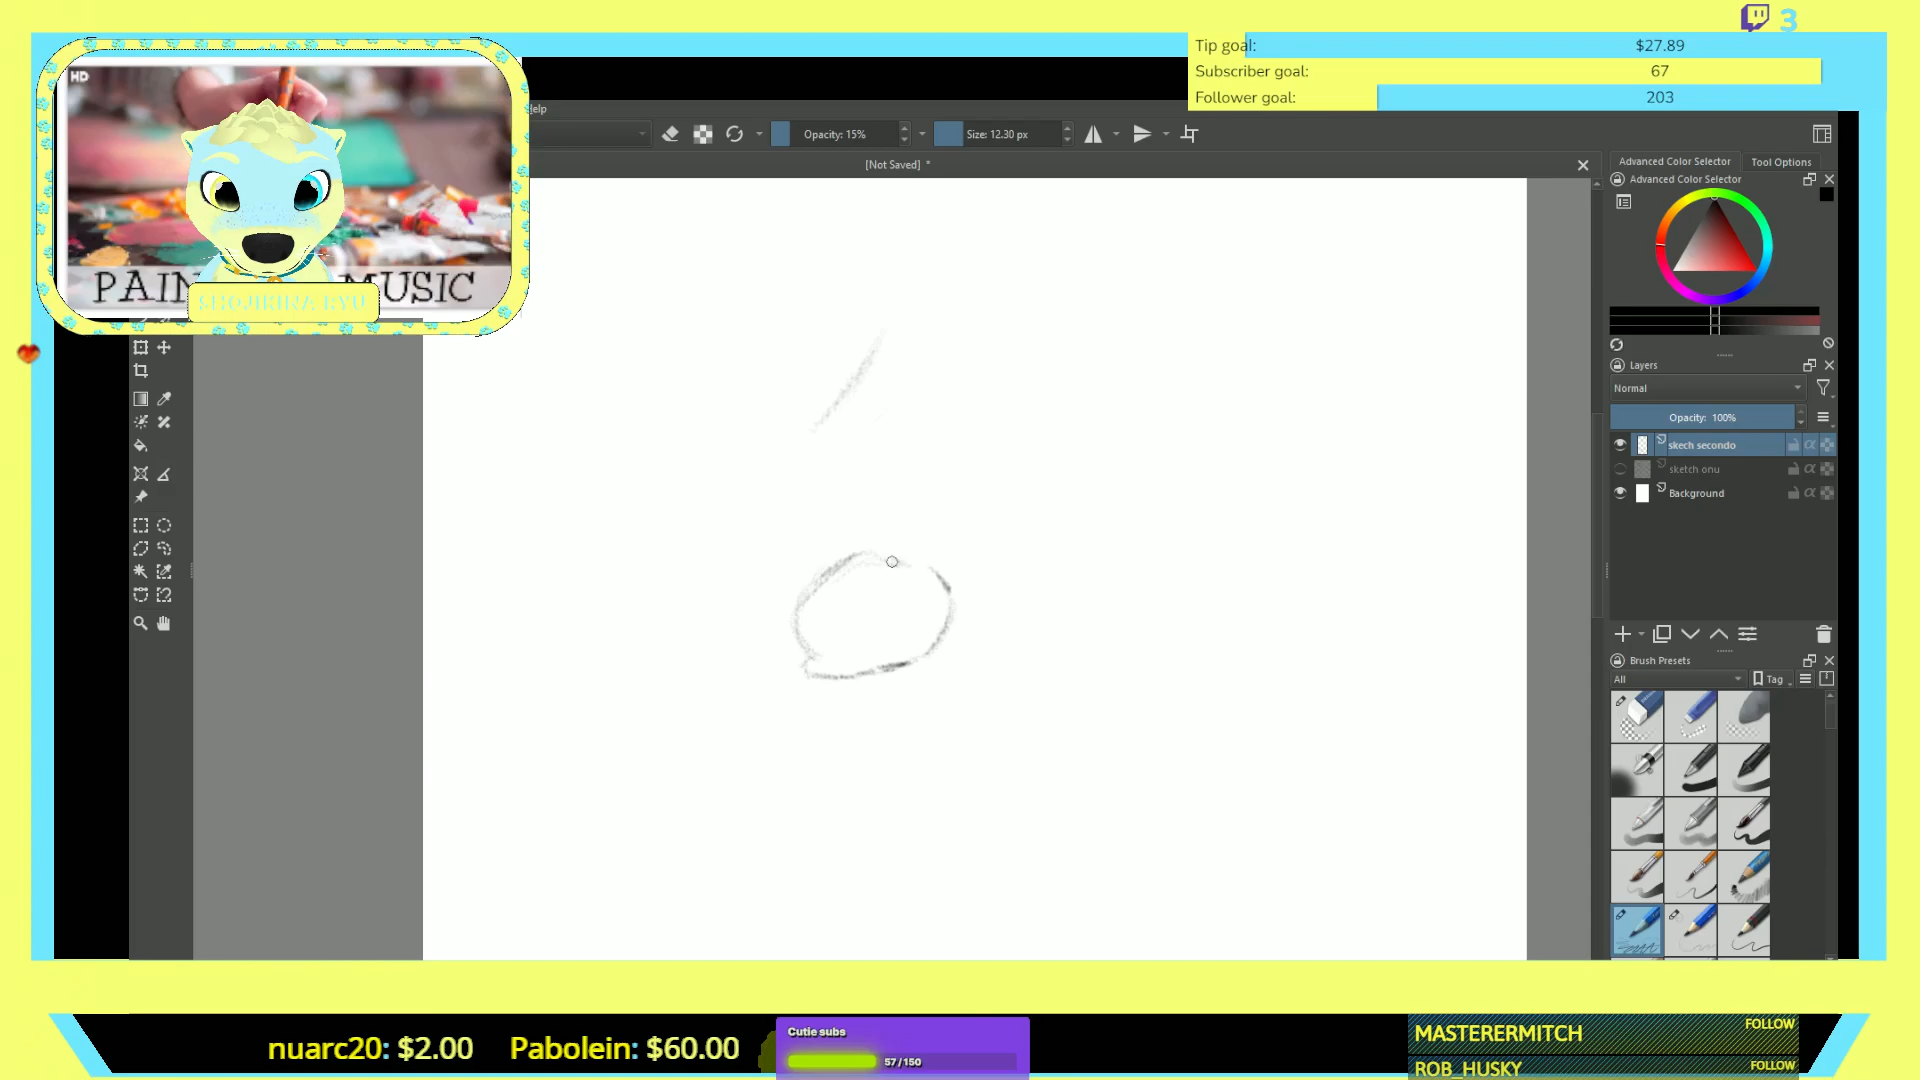 3
Tip goal: $27.89
Subscriber goal: 67
Follower goal: 203
HD
elp
Opacity: 15%
Size: 12.30 px
[Not Saved] *
Advanced Color Selector
Tool Options
Advanced Color Selector
PAIN MUSIC
SHOJIKINA RYU
Layers
Normal
Opacity: 100%
skech secondo
sketch onu
Background
Brush Presets
All
Tag
nuarc20: $2.00 Pabolein: $60.00
Cutie subs
57/150
MASTERERMITCH FOLLOW
ROB_HUSKY FOLLOW